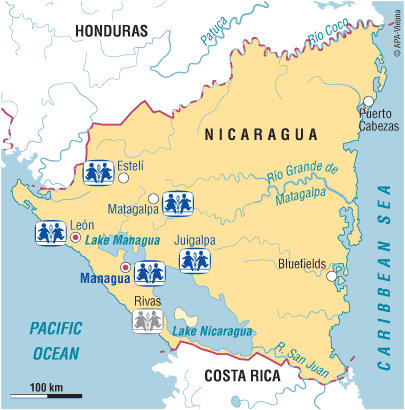 HONDURAS
Patuca
Río Coco
© APA-Vienna
NICARAGUA
Puerto
Cabezas
Estelí
Río Grande de
Matagalpa
Matagalpa
León
Lake Managua
Juigalpa
Managua
Bluefields
Rivas
Lake Nicaragua
PACIFIC
OCEAN
R. San Juan
CARIBBEAN SEA
COSTA RICA
100 km